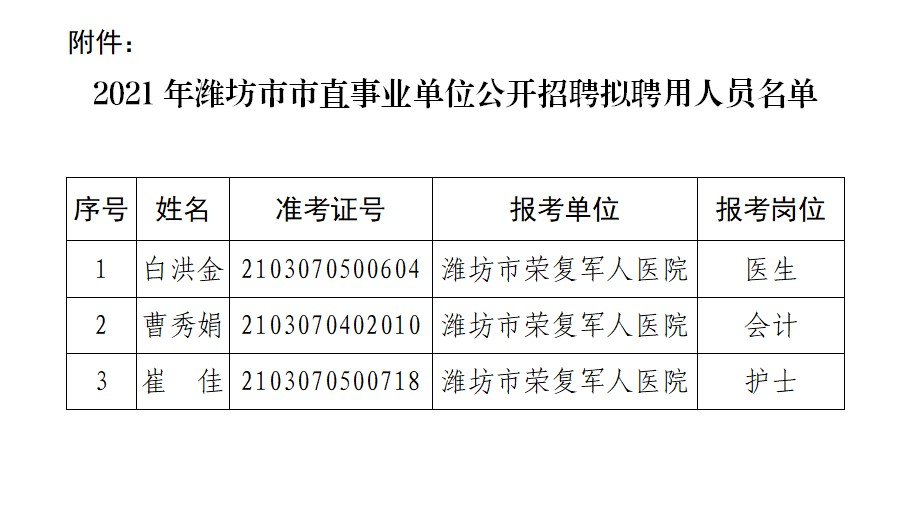 附件：
2021 年潍坊市市直事业单位公开招聘拟聘用人员名单
序号 姓名 准考证号 报考单位 报考岗位
1 白洪金 2103070500604 潍坊市荣复军人医院 医生
2 曹秀娟 2103070402010 潍坊市荣复军人医院 会计
3 崔　佳 2103070500718 潍坊市荣复军人医院 护士